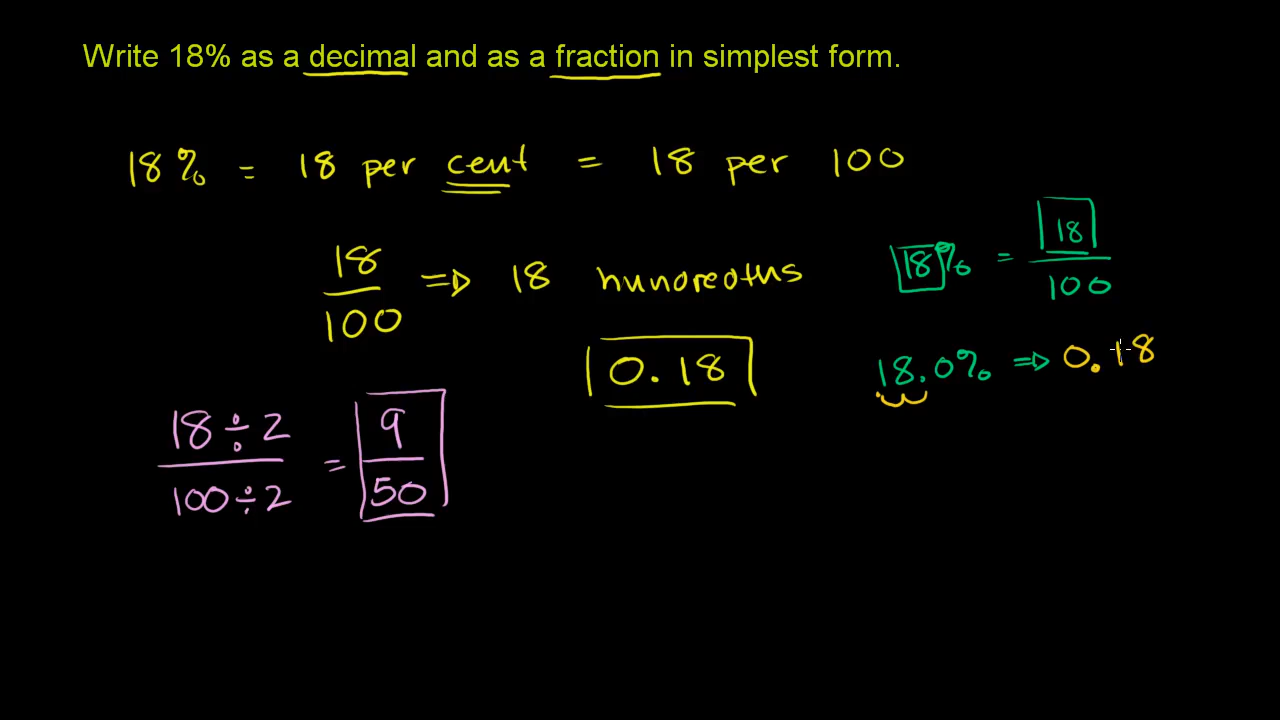 Write 18% as a decimal and as a fraction in simplest form.
18% = 18 per cent = 18 per 100
18/100 ⇒ 18 hundredths
0.18
18% = 18/100
18.0% ⇒ 0.18
18÷2/100÷2 = 9/50